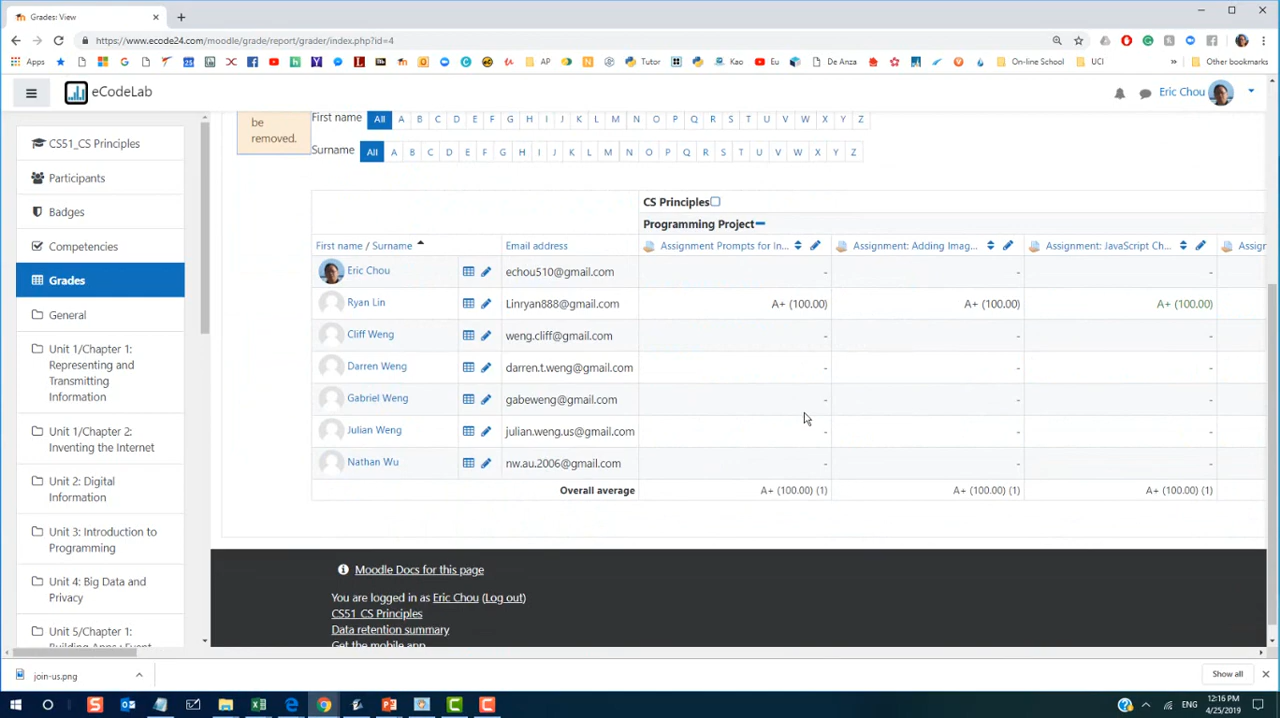 Grades: View
https://www.ecode24.com/moodle/grade/report/grader/index.php?id=4
Apps
AP
Tutor
Kao
Eu
De Anza
On-line School
UCI
Other bookmarks
eCodeLab
Eric Chou
CS51_CS Principles
Participants
Badges
Competencies
Grades
General
Unit 1/Chapter 1:
Representing and
Transmitting
Information
Unit 1/Chapter 2:
Inventing the Internet
Unit 2: Digital
Information
Unit 3: Introduction to
Programming
Unit 4: Big Data and
Privacy
Unit 5/Chapter 1:
be
removed.
First name All A B C D E F G H I J K L M N O P Q R S T U V W X Y Z
Surname All A B C D E F G H I J K L M N O P Q R S T U V W X Y Z
CS Principles
Programming Project
First name / Surname Email address Assignment Prompts for In... Assignment: Adding Imag... Assignment: JavaScript Ch... Assign
Eric Chou echou510@gmail.com - - -
Ryan Lin Linryan888@gmail.com A+ (100.00) A+ (100.00) A+ (100.00)
Cliff Weng weng.cliff@gmail.com - - -
Darren Weng darren.t.weng@gmail.com - - -
Gabriel Weng gabeweng@gmail.com - - -
Julian Weng julian.weng.us@gmail.com - - -
Nathan Wu nw.au.2006@gmail.com - - -
Overall average A+ (100.00) (1) A+ (100.00) (1) A+ (100.00) (1)
Moodle Docs for this page
You are logged in as Eric Chou (Log out)
CS51_CS Principles
Data retention summary
Get the mobile app
join-us.png
Show all
ENG
12:16 PM
4/25/2019